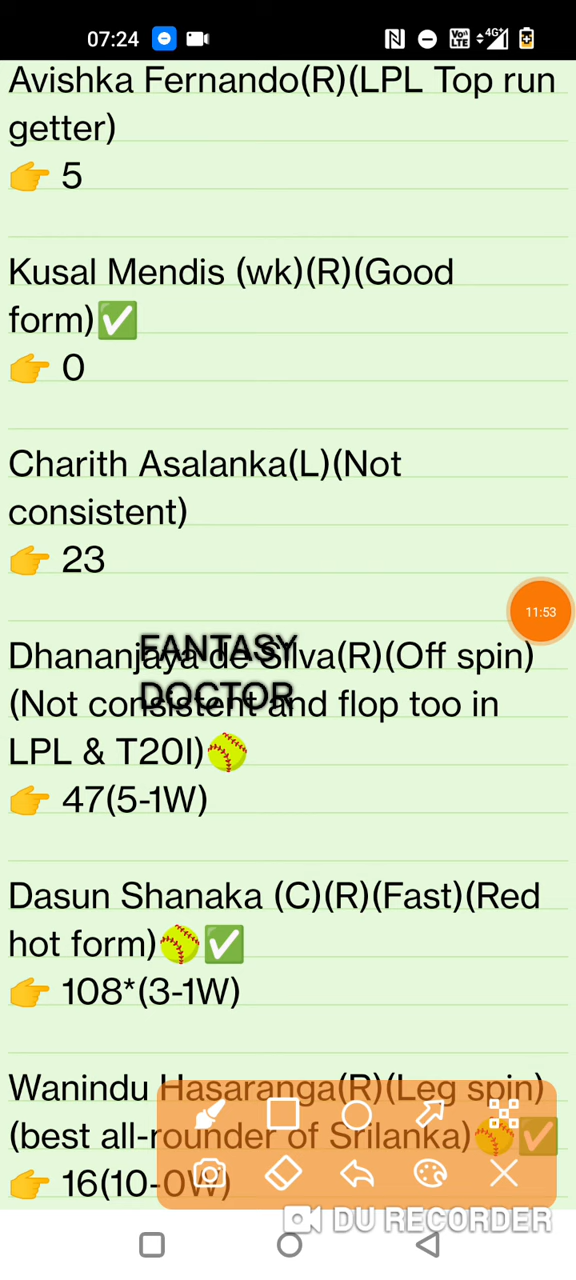 07:24
4G+
Vo))
LTE
Avishka Fernando(R)(LPL Top run
getter)
👉 5
Kusal Mendis (wk)(R)(Good
form)✅
👉 0
Charith Asalanka(L)(Not
consistent)
👉 23
11:53
FANTASY
Dhananjaya de Silva(R)(Off spin)
DOCTOR
(Not consistent and flop too in
LPL & T20I)🥎
👉 47(5-1W)
Dasun Shanaka (C)(R)(Fast)(Red
hot form)🥎✅
👉 108*(3-1W)
Wanindu Hasaranga(R)(Leg spin)
(best all-rounder of Srilanka)🥎✅
👉 16(10-0W)
DU RECORDER